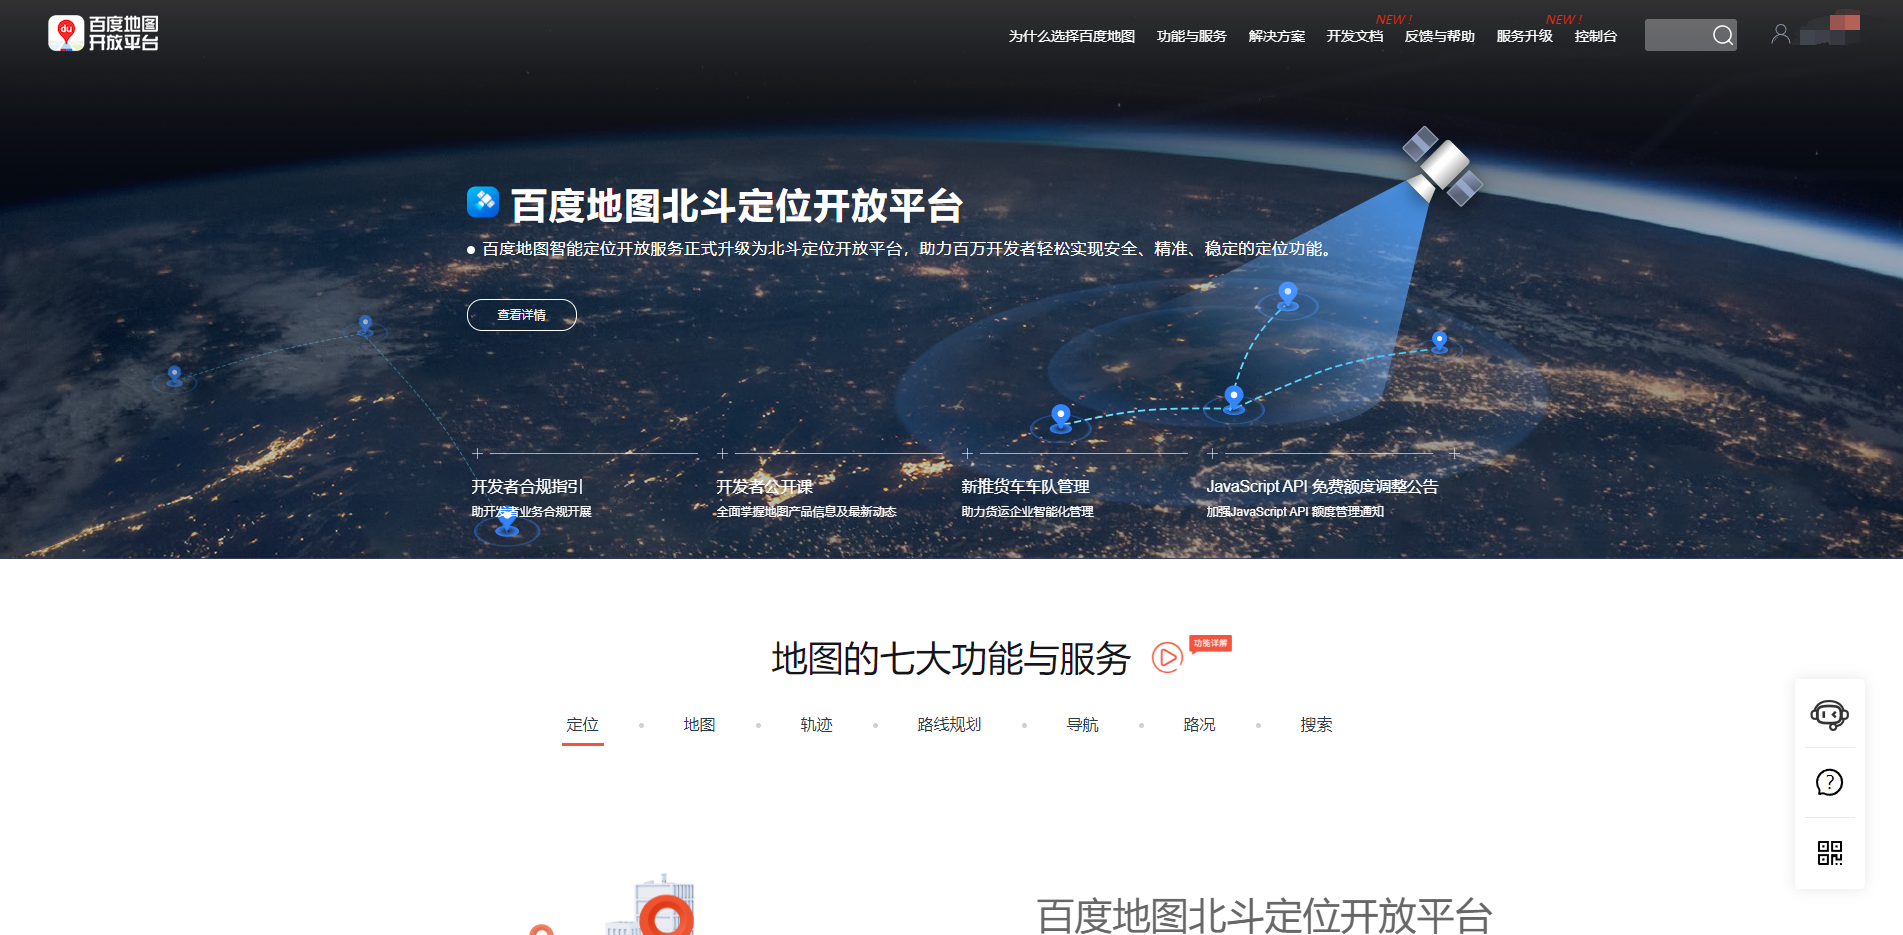 du 百度地图
开放平台
为什么选择百度地图 功能与服务 解决方案 开发文档 NEW ! 反馈与帮助 服务升级 NEW ! 控制台
百度地图北斗定位开放平台
百度地图智能定位开放服务正式升级为北斗定位开放平台，助力百万开发者轻松实现安全、精准、稳定的定位功能。
查看详情
开发者合规指引
助开发者业务合规开展
开发者公开课
全面掌握地图产品信息及最新动态
新推货车车队管理
助力货运企业智能化管理
JavaScript API 免费额度调整公告
加强JavaScript API 额度管理通知
地图的七大功能与服务 功能详解
定位 地图 轨迹 路线规划 导航 路况 搜索
百度地图北斗定位开放平台